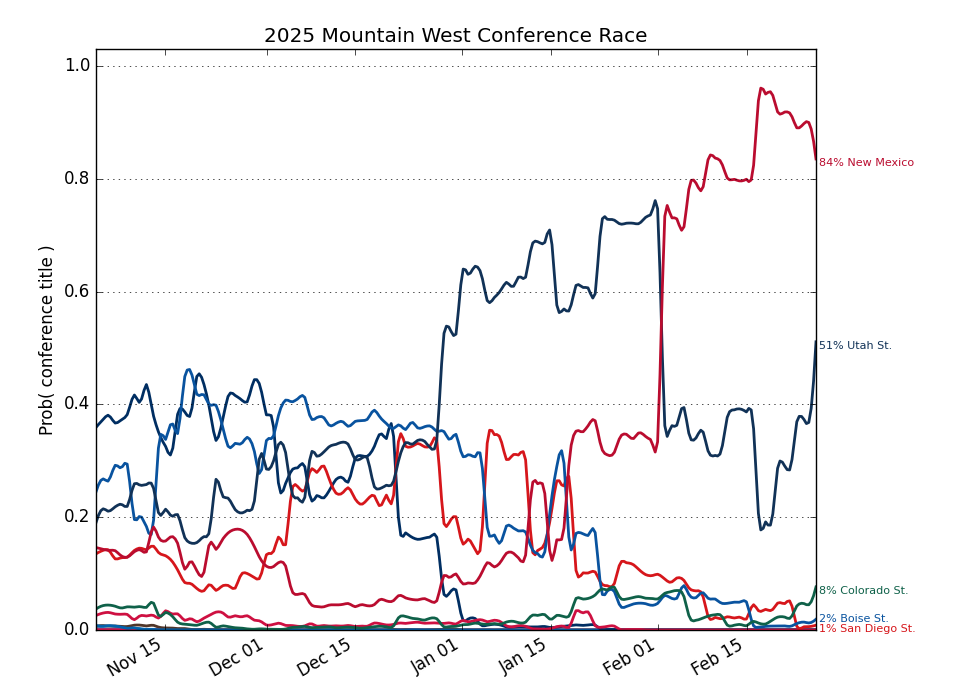 2025 Mountain West Conference Race
Prob( conference title )
1.0
0.8
0.6
0.4
0.2
0.0
84% New Mexico
51% Utah St.
8% Colorado St.
2% Boise St.
1% San Diego St.
Nov 15
Dec 01
Dec 15
Jan 01
Jan 15
Feb 01
Feb 15